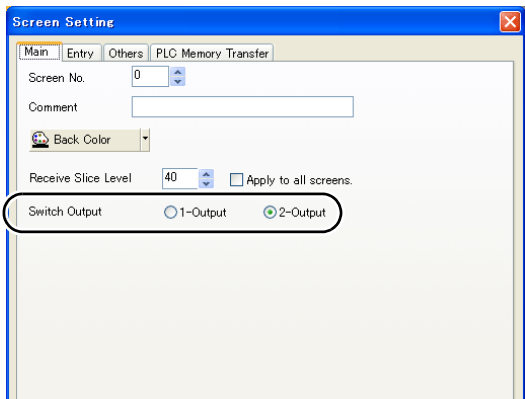 Screen Setting
Main Entry Others PLC Memory Transfer
Screen No. 0
Comment
Back Color
Receive Slice Level 40 Apply to all screens.
Switch Output 1-Output 2-Output